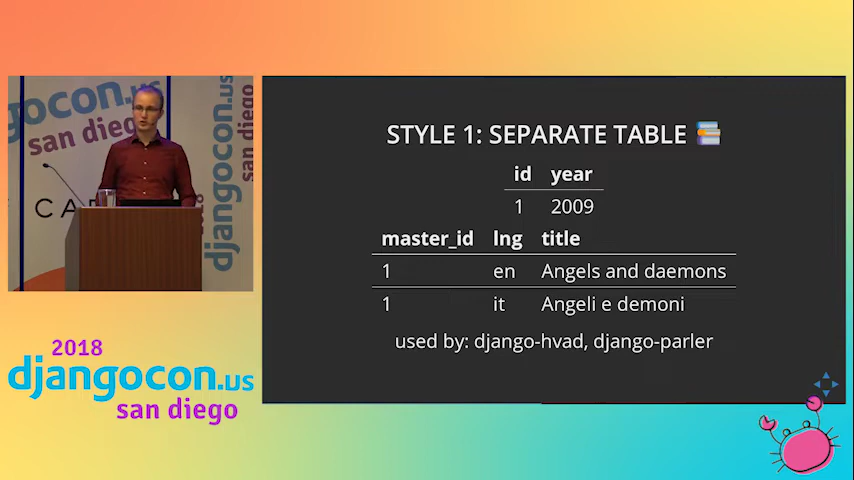 STYLE 1: SEPARATE TABLE
id year
1 2009
master_id lng title
1 en Angels and daemons
1 it Angeli e demoni
used by: django-hvad, django-parler
gocon.us
san diego
djangocon.us
san diego
2018
djangocon.us
san diego